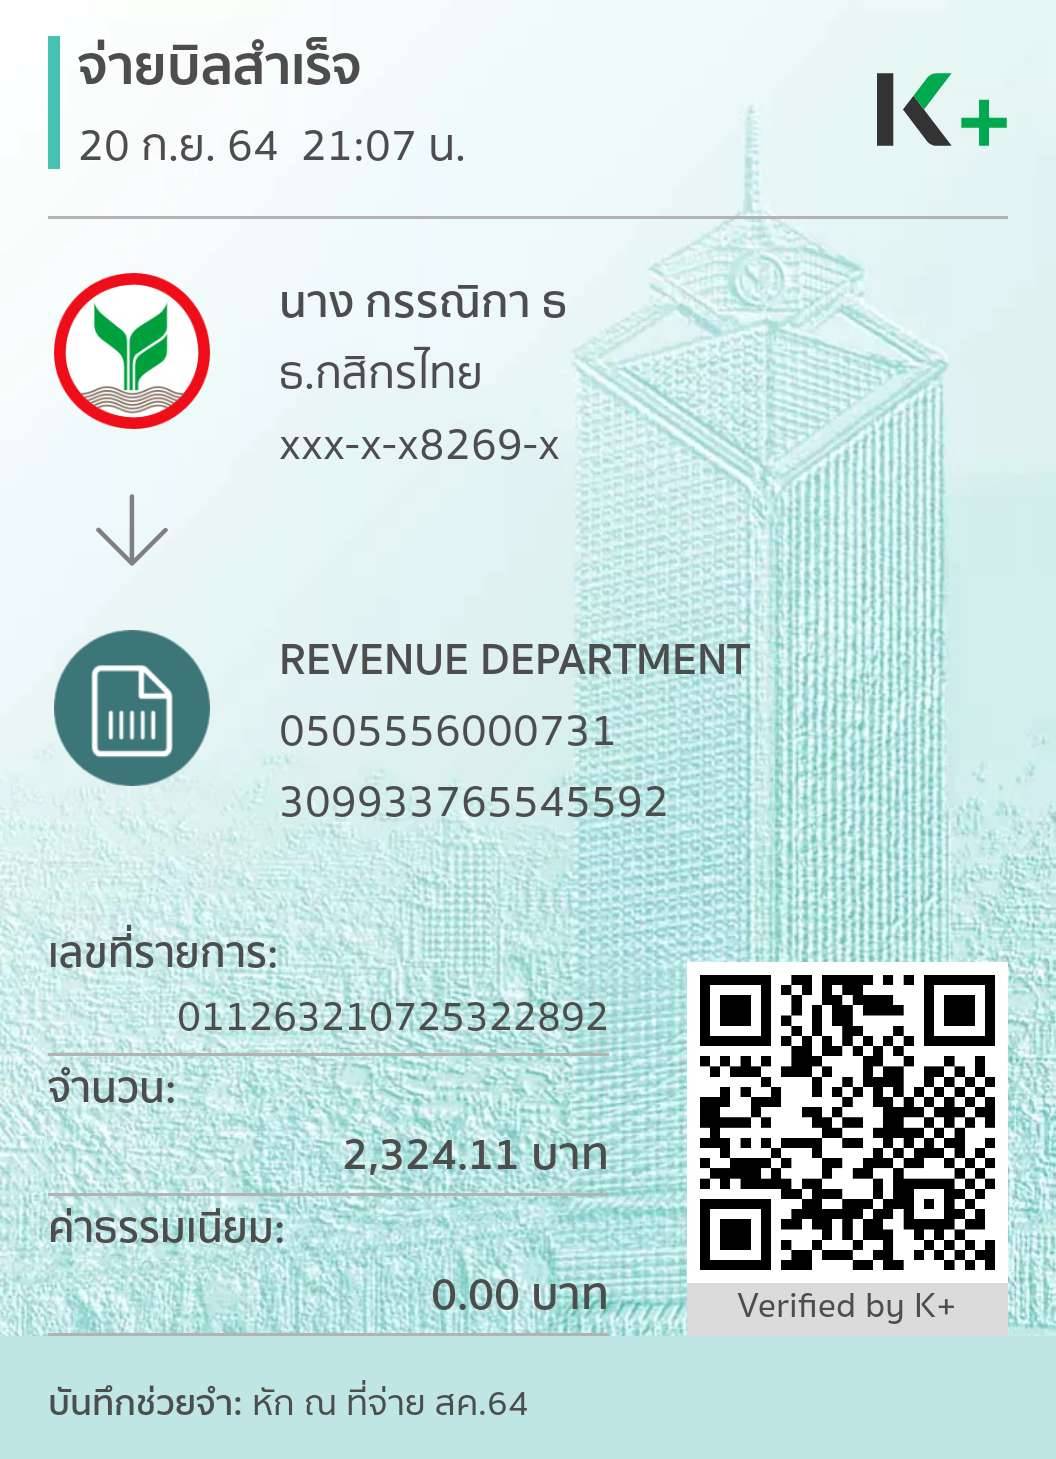 จ่ายบิลสำเร็จ
20 ก.ย. 64  21:07 น.
K+
นาง กรรณิกา ธ
ธ.กสิกรไทย
xxx-x-x8269-x
REVENUE DEPARTMENT
0505556000731
309933765545592
เลขที่รายการ:
011263210725322892
จำนวน:
2,324.11 บาท
ค่าธรรมเนียม:
0.00 บาท
Verified by K+
บันทึกช่วยจำ: หัก ณ ที่จ่าย สค.64